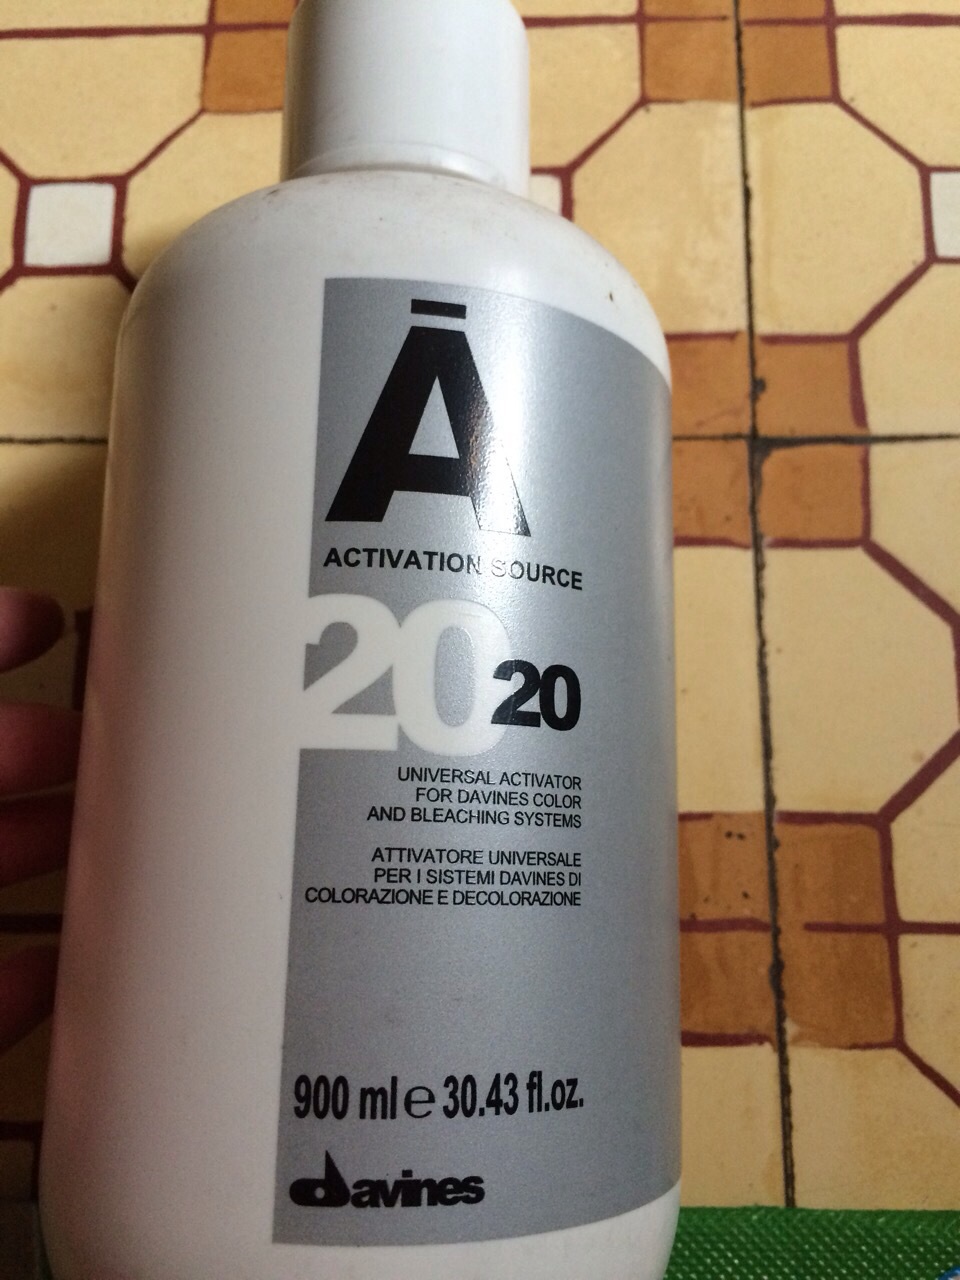 Ā
ACTIVATION SOURCE
20 20
UNIVERSAL ACTIVATOR
FOR DAVINES COLOR
AND BLEACHING SYSTEMS
ATTIVATORE UNIVERSALE
PER I SISTEMI DAVINES DI
COLORAZIONE E DECOLORAZIONE
900 ml ℮ 30.43 fl.oz.
davines